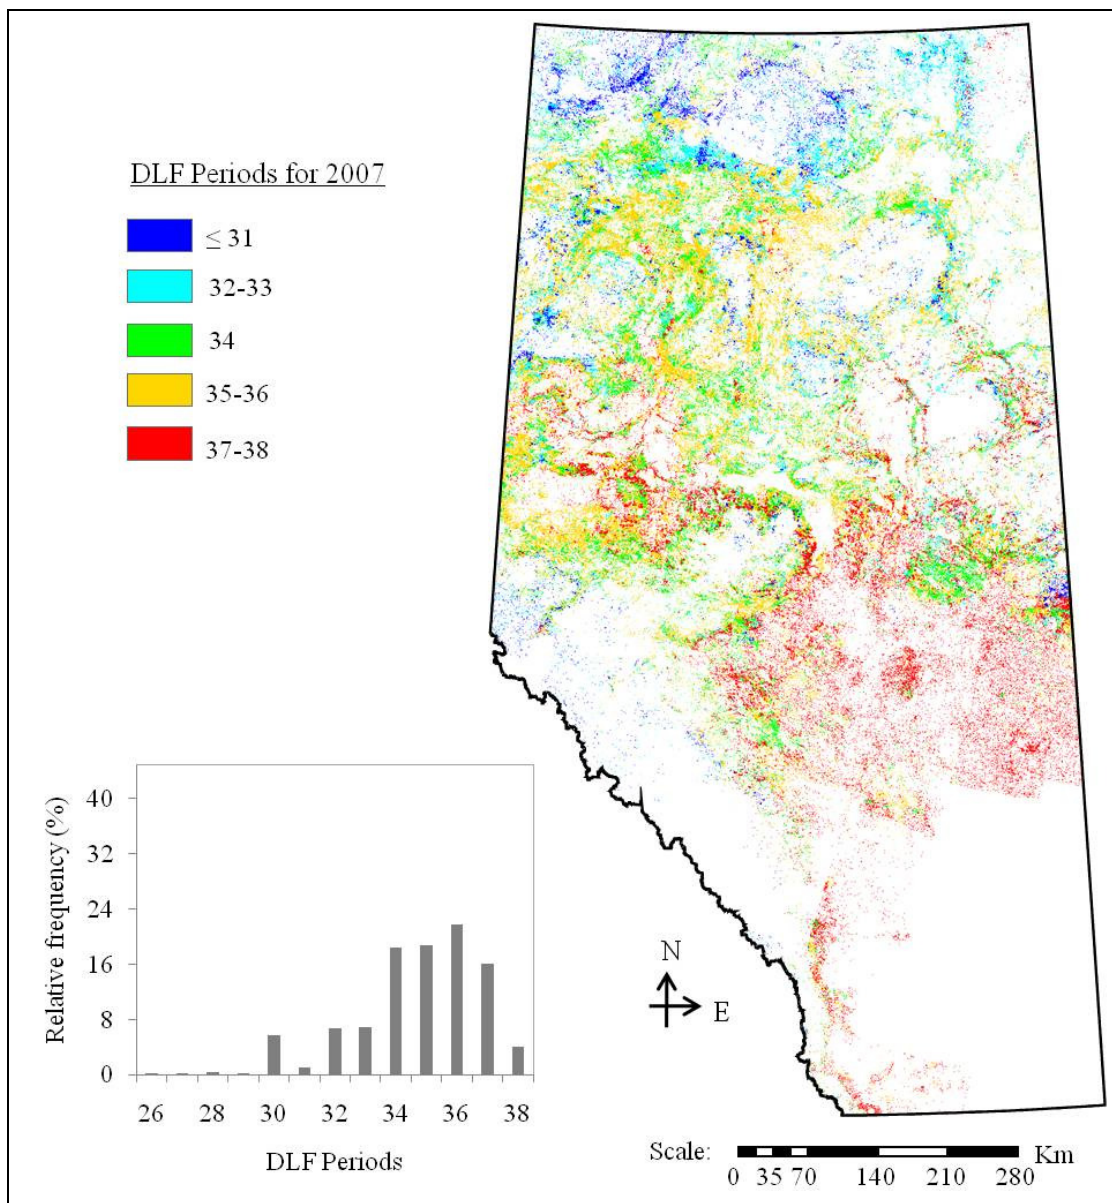 DLF Periods for 2007
≤ 31
32-33
34
35-36
37-38
Relative frequency (%)
40
32
24
16
8
0
26 28 30 32 34 36 38
DLF Periods
N
E
Scale:
Km
0 35 70 140 210 280